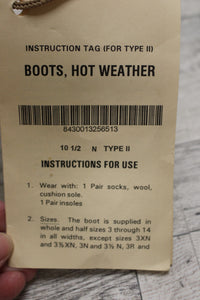 INSTRUCTION TAG (FOR TYPE II)
BOOTS, HOT WEATHER
8430013256513
10 1/2 N TYPE II
INSTRUCTIONS FOR USE
1. Wear with: 1 Pair socks, wool,
cushion sole.
1 Pair insoles
2. Sizes. The boot is supplied in
whole and half sizes 3 through 14
in all widths, except sizes 3XN
and 3½XN, 3N and 3½ N, 3R and